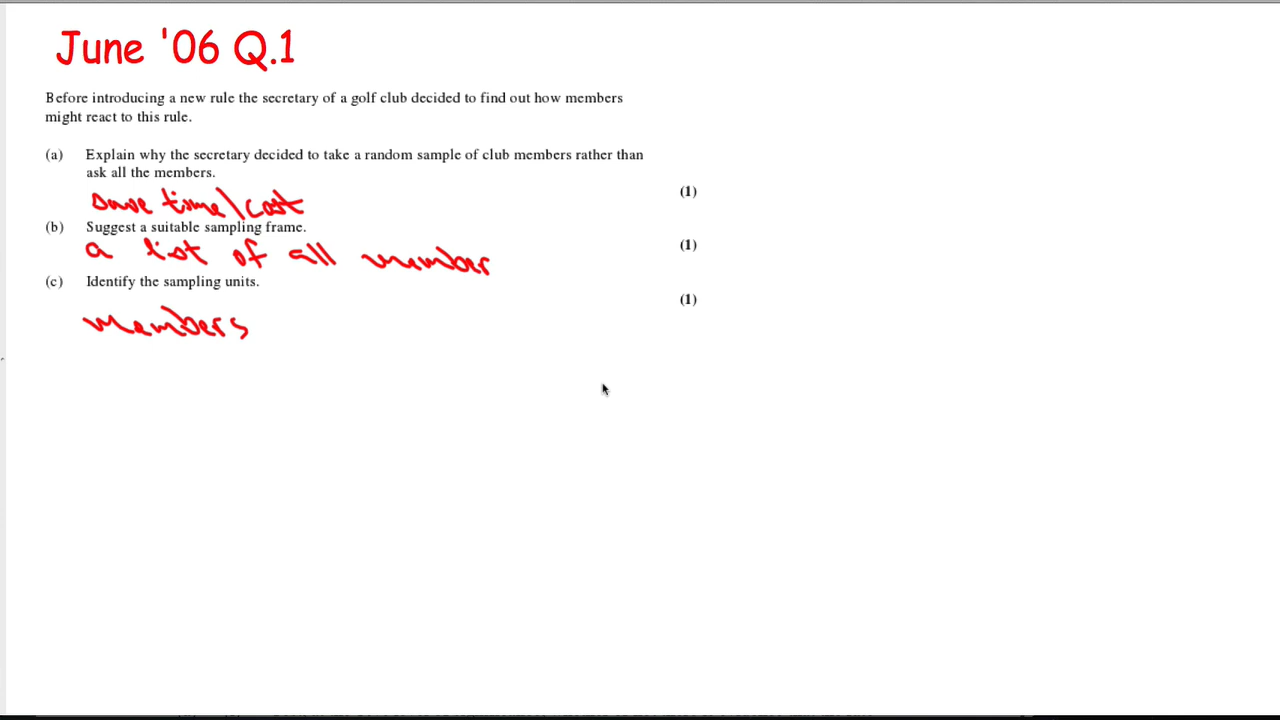 June '06 Q.1
Before introducing a new rule the secretary of a golf club decided to find out how members
might react to this rule.
(a) Explain why the secretary decided to take a random sample of club members rather than
ask all the members.
(1)
save time\cost
(b) Suggest a suitable sampling frame.
(1)
a list of all member
(c) Identify the sampling units.
(1)
members